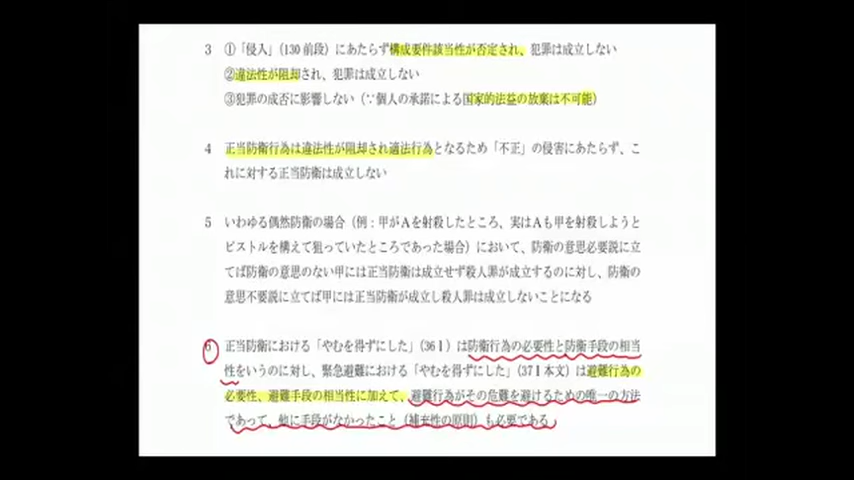 3 ①「侵入」(130前段)にあたらず構成要件該当性が否定され、犯罪は成立しない
②違法性が阻却され、犯罪は成立しない
③犯罪の成否に影響しない(∵個人の承諾による国家的法益の放棄は不可能)
4 正当防衛行為は違法性が阻却され適法行為となるため「不正」の侵害にあたらず、こ
れに対する正当防衛は成立しない
5 いわゆる偶然防衛の場合(例：甲がAを射殺したところ、実はAも甲を射殺しようと
ピストルを構えて狙っていたところであった場合)において、防衛の意思必要説に立
てば防衛の意思のない甲には正当防衛は成立せず殺人罪が成立するのに対し、防衛の
意思不要説に立てば甲には正当防衛が成立し殺人罪は成立しないことになる
6 正当防衛における「やむを得ずにした」(36Ⅰ)は防衛行為の必要性と防衛手段の相当
性をいうのに対し、緊急避難における「やむを得ずにした」(37Ⅰ本文)は避難行為の
必要性、避難手段の相当性に加えて、避難行為がその危難を避けるための唯一の方法
であって、他に手段がなかったこと(補充性の原則)も必要である